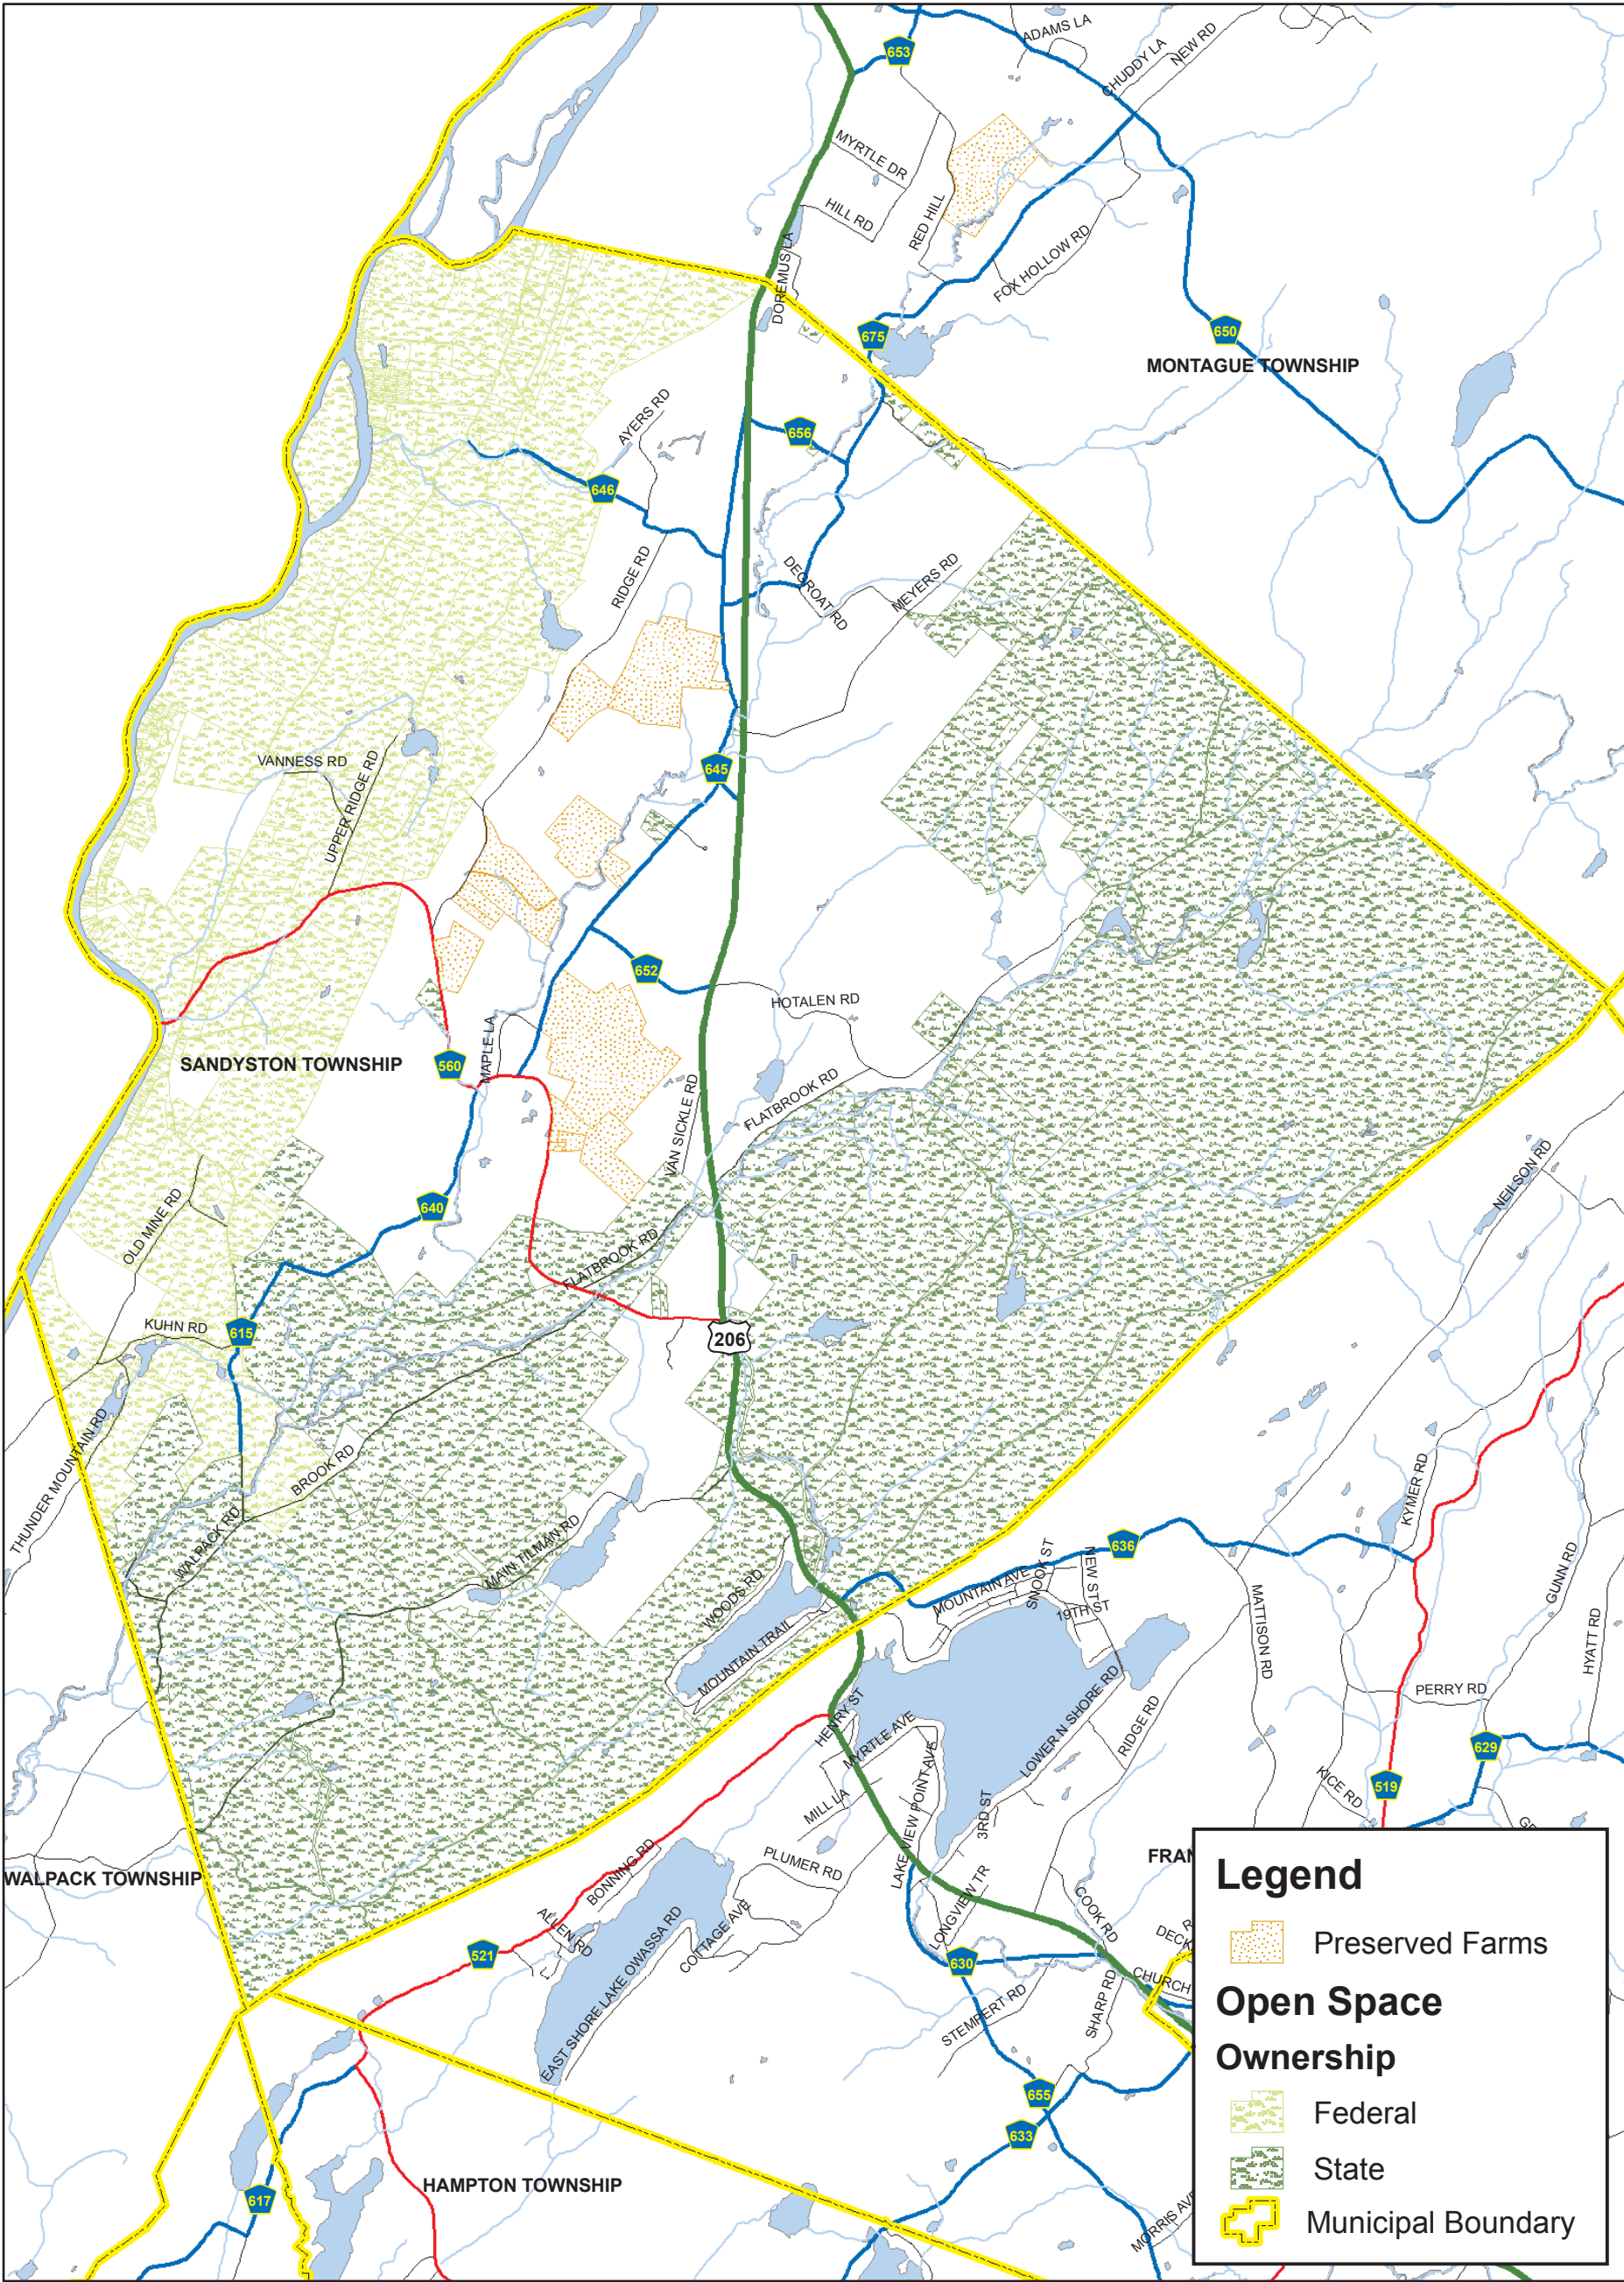 653
ADAMS LA
CHUDDY LA
NEW RD
MYRTLE DR
HILL RD
RED HILL
DOREMUS LA
FOX HOLLOW RD
675
650
MONTAGUE TOWNSHIP
AYERS RD
656
646
RIDGE RD
DEGROAT RD
MEYERS RD
VANNESS RD
UPPER RIDGE RD
645
652
HOTALEN RD
SANDYSTON TOWNSHIP
560
MAPLE LA
VAN SICKLE RD
FLATBROOK RD
OLD MINE RD
640
FLATBROOK RD
NEILSON RD
KUHN RD
615
206
THUNDER MOUNTAIN RD
BROOK RD
WALPACK RD
MAIN TILMAN RD
WOODS RD
MOUNTAIN TRAIL
636
MOUNTAIN AVE
SNOOK ST
NEW ST
19TH ST
KYMER RD
GUNN RD
MATTISON RD
HYATT RD
PERRY RD
HENRY ST
MYRTLE AVE
LOWER N SHORE RD
RIDGE RD
629
519
KICE RD
MILL LA
LAKE VIEW POINT AVE
3RD ST
PLUMER RD
BONNING RD
WALPACK TOWNSHIP
FRAN
ALLEN RD
521
EAST SHORE LAKE OWASSA RD
COTTAGE AVE
LONGVIEW TR
COOK RD
DECK
630
CHURCH
STEMPERT RD
SHARP RD
655
633
HAMPTON TOWNSHIP
617
MORRIS AVE
Legend
Preserved Farms
Open Space
Ownership
Federal
State
Municipal Boundary